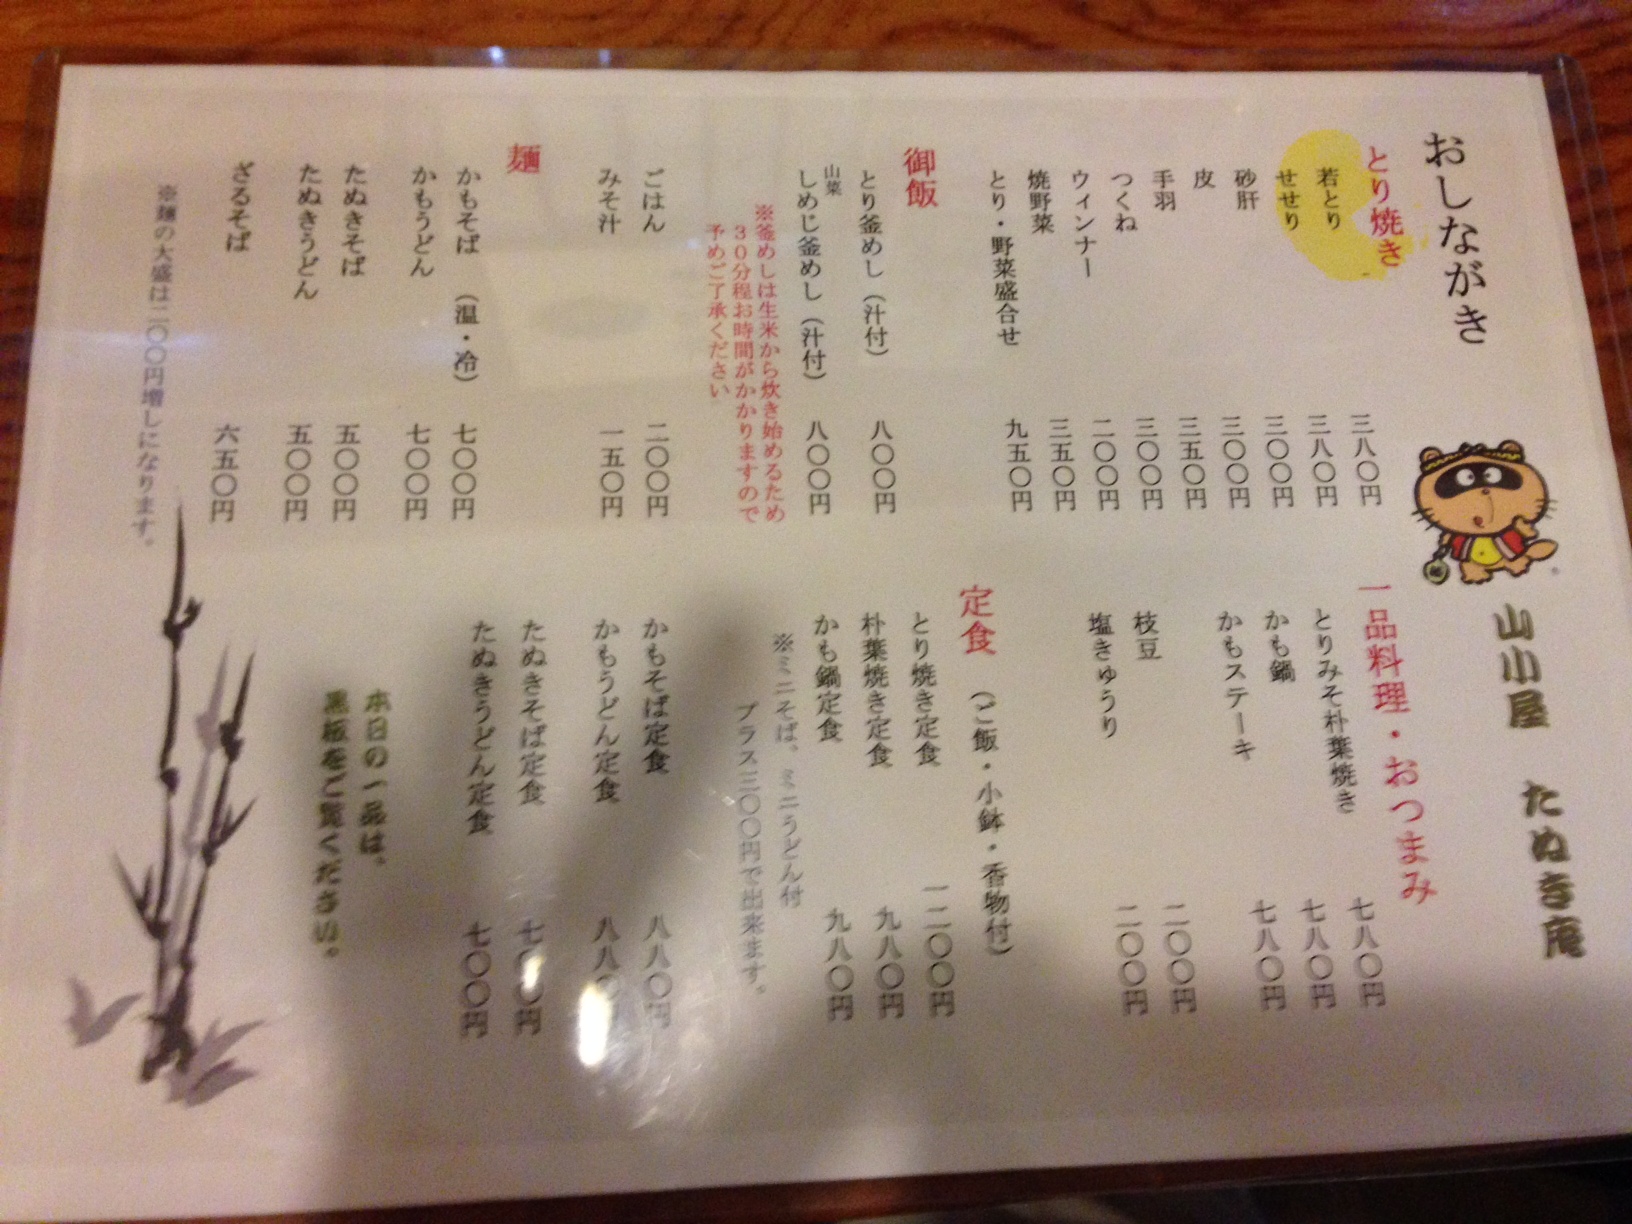 おしながき
とり焼き
若とり 三八〇円
せせり 三八〇円
砂肝 三〇〇円
皮 三〇〇円
手羽 三五〇円
つくね 三〇〇円
ウィンナー 二〇〇円
焼野菜 三五〇円
とり・野菜盛合せ 九五〇円
御飯
とり釜めし（汁付） 八〇〇円
山菜
しめじ釜めし（汁付） 八〇〇円
※釜めしは生米から炊き始めるため
３０分程お時間がかかりますので
予めご了承ください
ごはん 二〇〇円
みそ汁 一五〇円
麺
かもそば（温・冷） 七〇〇円
かもうどん 七〇〇円
たぬきそば 五〇〇円
たぬきうどん 五〇〇円
ざるそば 六五〇円
※麺の大盛は二〇〇円増しになります。
山小屋 たぬき庵
一品料理・おつまみ
とりみそ朴葉焼き 七八〇円
かも鍋 七八〇円
かもステーキ 七八〇円
枝豆 二〇〇円
塩きゅうり 二〇〇円
定食（ご飯・小鉢・香物付）
とり焼き定食 一二〇〇円
朴葉焼き定食 九八〇円
かも鍋定食 九八〇円
※ミニそば、ミニうどん付
プラス三〇〇円で出来ます。
かもそば定食 八八〇円
かもうどん定食 八八〇円
たぬきそば定食 七〇〇円
たぬきうどん定食 七〇〇円
本日の一品は、
黒板をご覧ください。